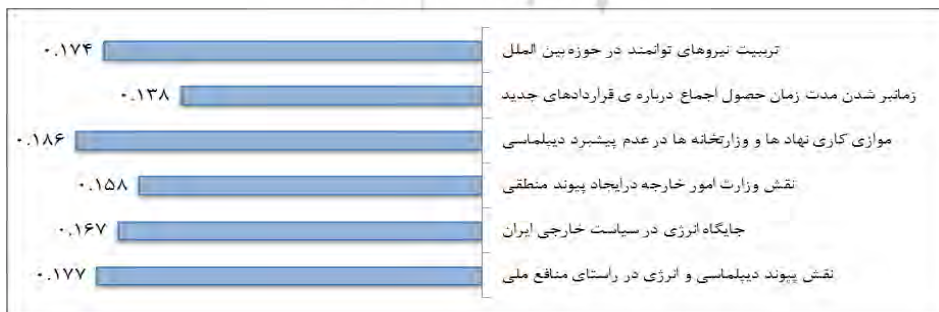 تربییت نیروهای توانمند در حوزه بین الملل ۰.۱۷۴
زمانبر شدن مدت زمان حصول اجماع درباره ی قراردادهای جدید ۰.۱۳۸
موازی کاری نهاد ها و وزارتخانه ها در عدم پیشبرد دیبلماسی ۰.۱۸۶
نقش وزارت امور خارجه درایجاد پیوند منطقی ۰.۱۵۸
جایگاه انرژی در سیاست خارجی ایران ۰.۱۶۷
نقش پیوند دیپلماسی و انرژی در راستای منافع ملی ۰.۱۷۷